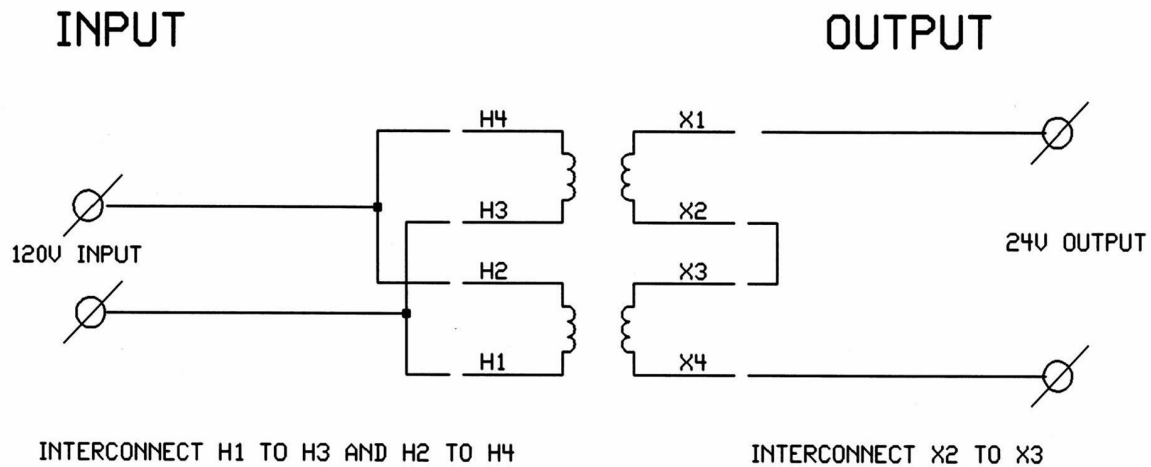 INPUT
OUTPUT
H4
X1
H3
X2
120V INPUT
24V OUTPUT
H2
X3
H1
X4
INTERCONNECT H1 TO H3 AND H2 TO H4
INTERCONNECT X2 TO X3